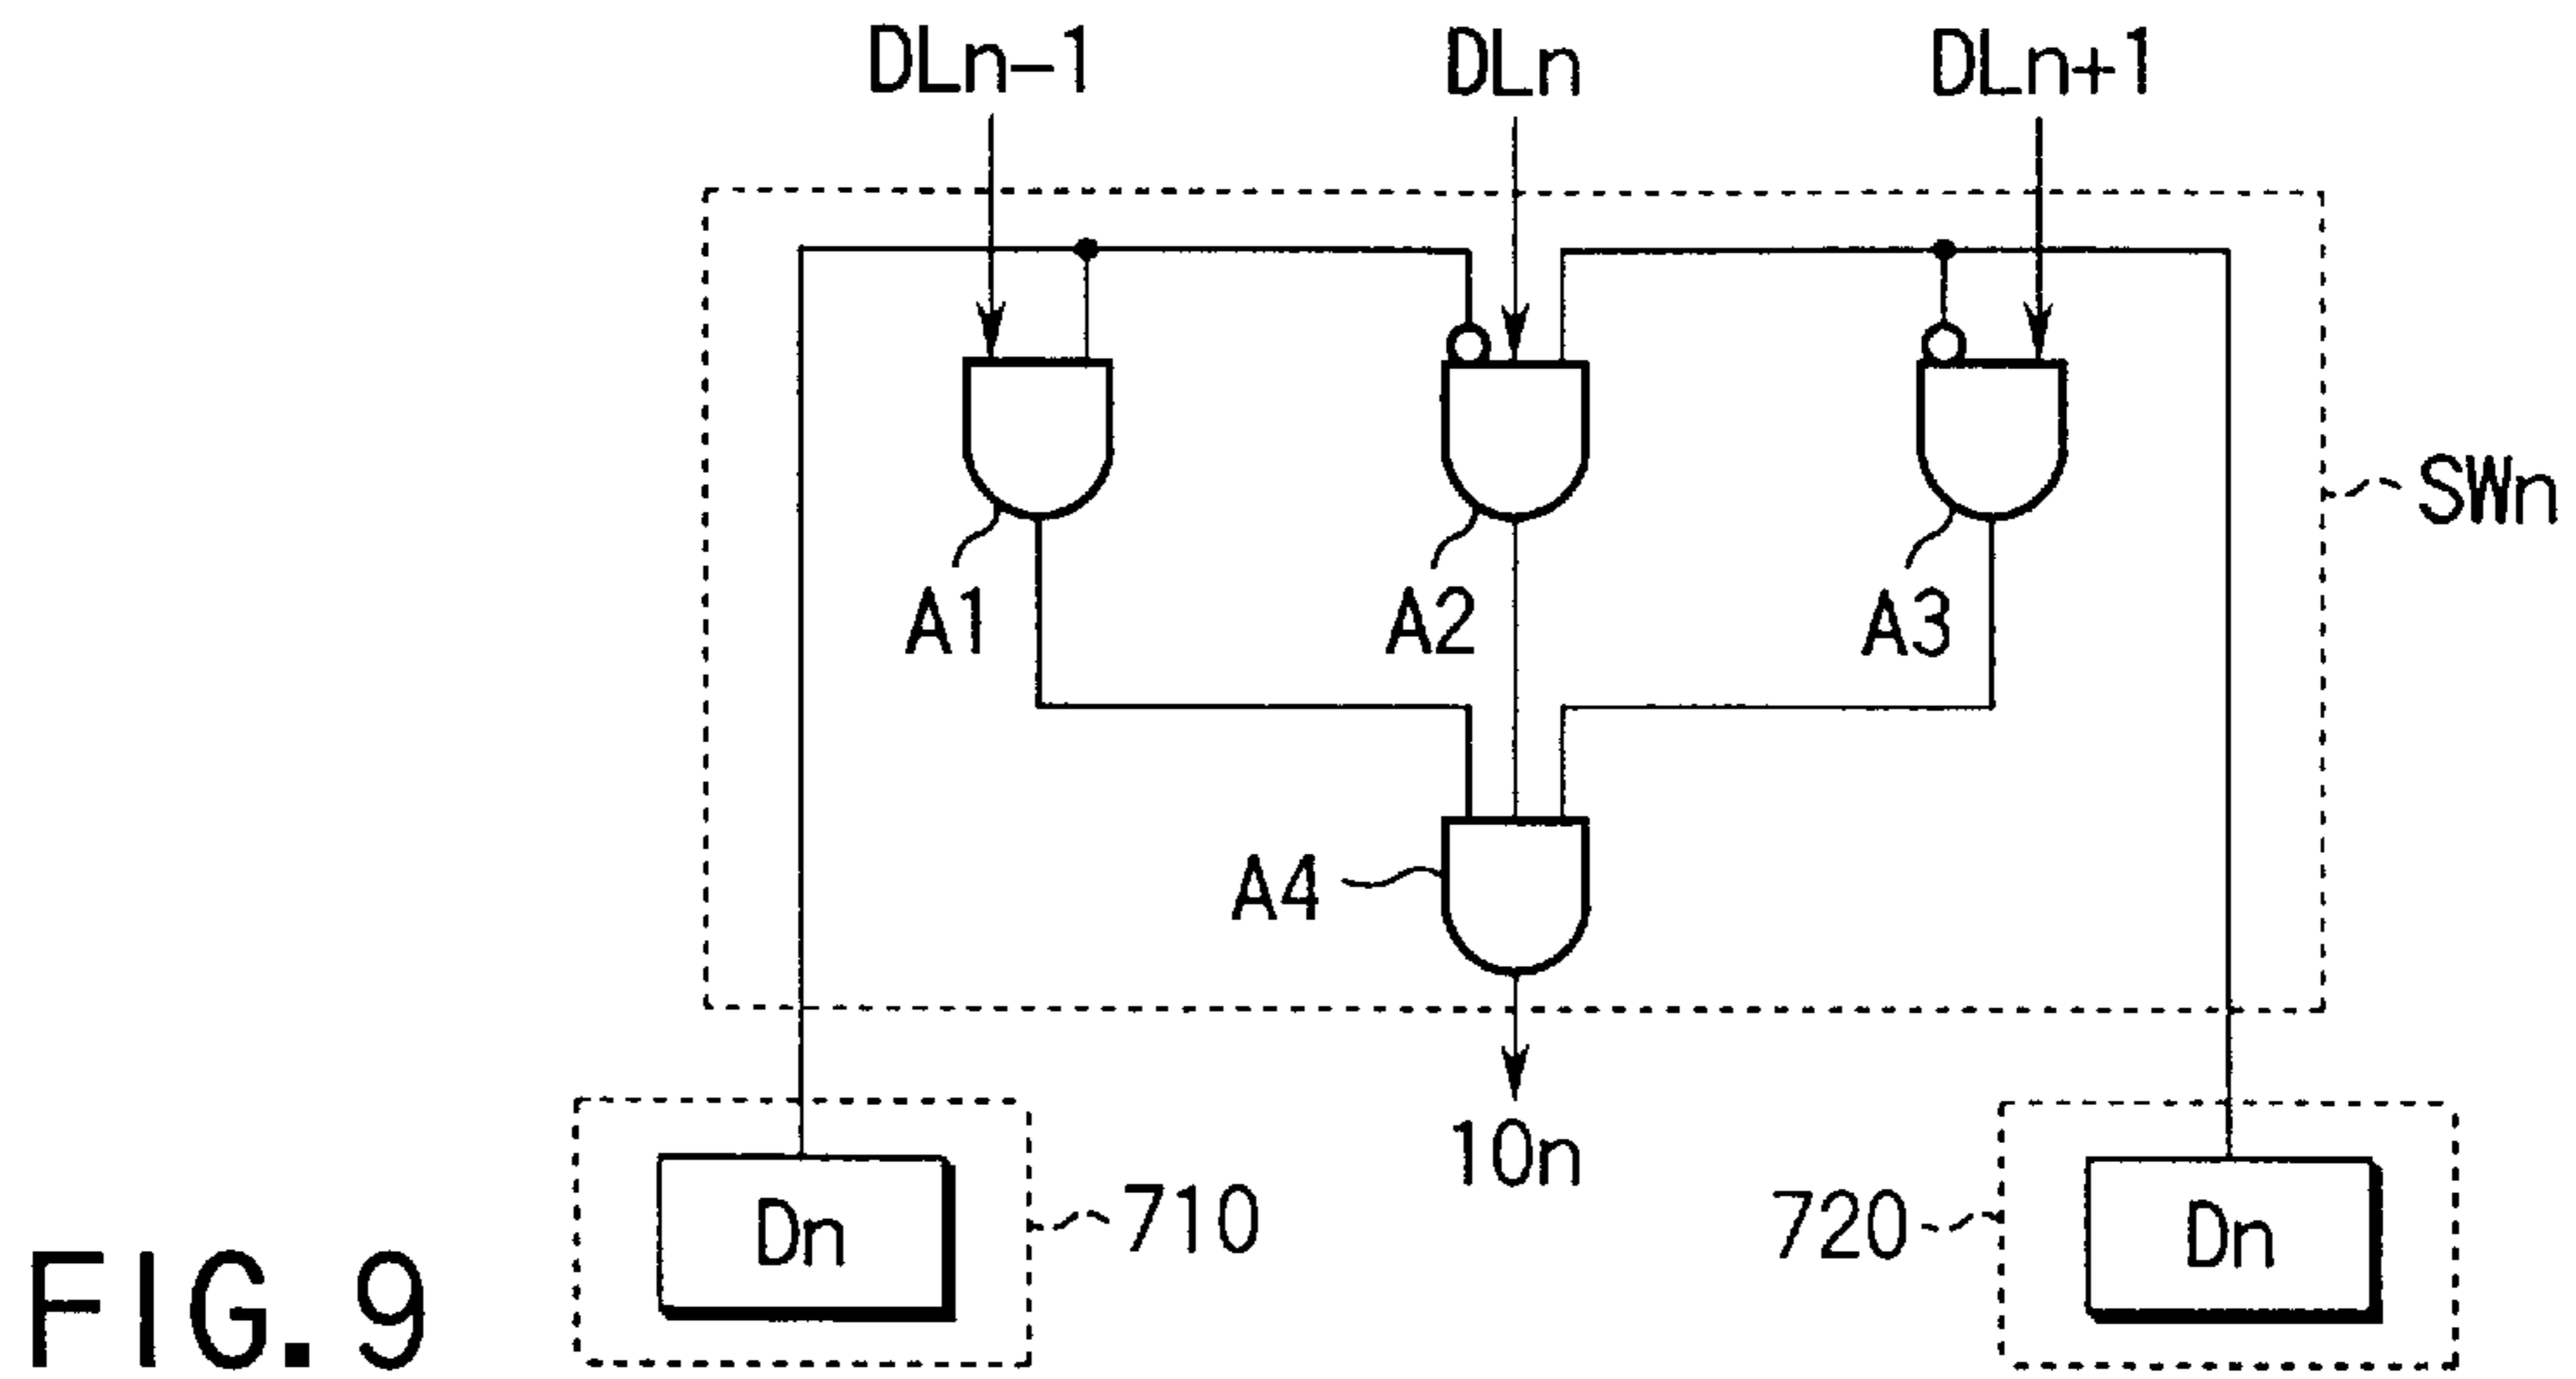 DLn-1 DLn DLn+1
SWn
A1 A2 A3
A4
10n
Dn 710 720 Dn
FIG. 9